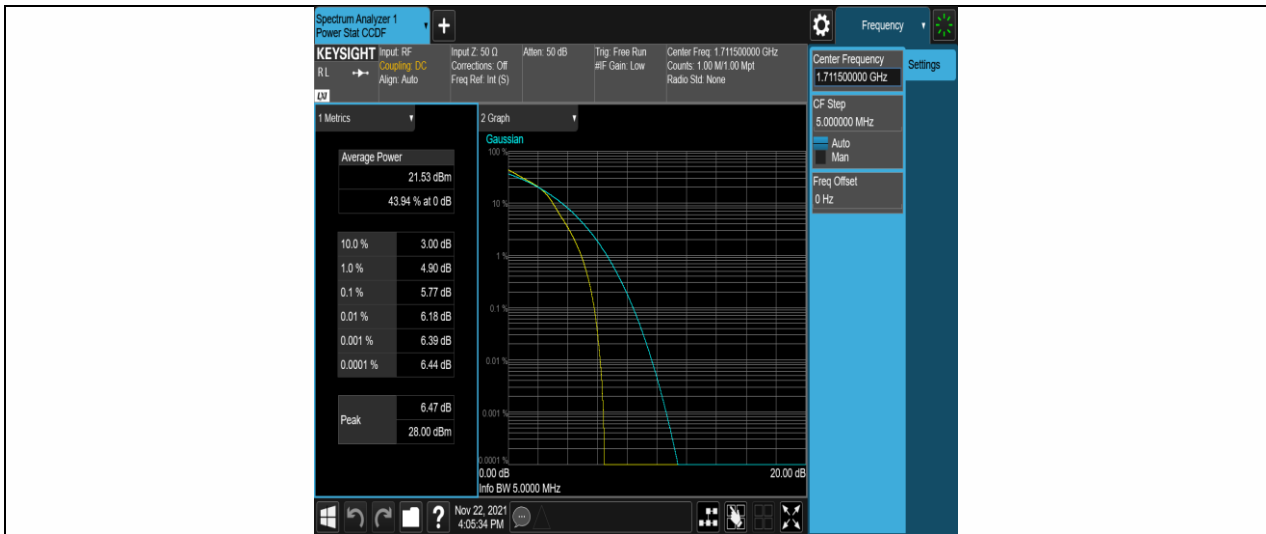 Spectrum Analyzer 1
Power Stat CCDF
+
Frequency
KEYSIGHT
RL
LXI
Input: RF
Coupling: DC
Align: Auto
Input Z: 50 Ω
Corrections: Off
Freq Ref: Int (S)
Atten: 50 dB
Trig: Free Run
#IF Gain: Low
Center Freq: 1.711500000 GHz
Counts: 1.00 M/1.00 Mpt
Radio Std: None
Center Frequency
1.711500000 GHz
Settings
CF Step
5.000000 MHz
Auto
Man
Freq Offset
0 Hz
1 Metrics
Average Power
21.53 dBm
43.94 % at 0 dB
10.0 % 3.00 dB
1.0 % 4.90 dB
0.1 % 5.77 dB
0.01 % 6.18 dB
0.001 % 6.39 dB
0.0001 % 6.44 dB
Peak
6.47 dB
28.00 dBm
2 Graph
Gaussian
100 %
10 %
1 %
0.1 %
0.01 %
0.001 %
0.0001 %
0.00 dB 20.00 dB
Info BW 5.0000 MHz
?
Nov 22, 2021
4:05:34 PM